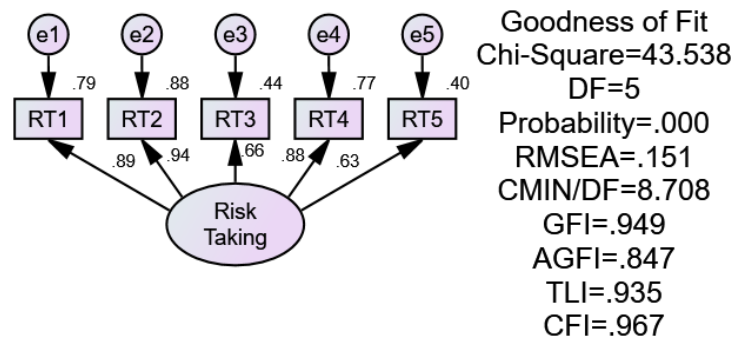 e1 e2 e3 e4 e5
.79 .88 .44 .77 .40
RT1 RT2 RT3 RT4 RT5
.89 .94 .66 .88 .63
Risk
Taking
Goodness of Fit
Chi-Square=43.538
DF=5
Probability=.000
RMSEA=.151
CMIN/DF=8.708
GFI=.949
AGFI=.847
TLI=.935
CFI=.967